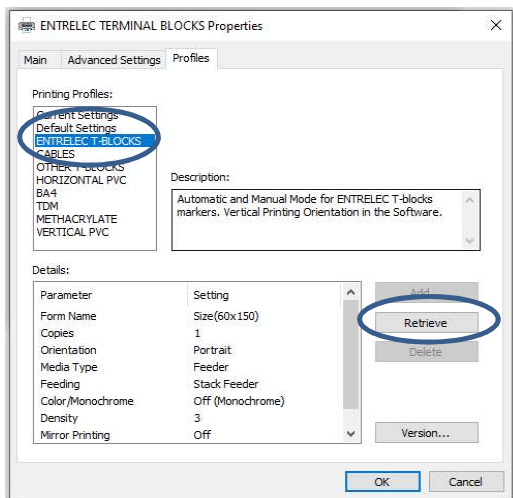 ENTRELEC TERMINAL BLOCKS Properties
Main Advanced Settings Profiles
Printing Profiles:
Current Settings
Default Settings
ENTRELEC T-BLOCKS
CABLES
OTHER T-BLOCKS
HORIZONTAL PVC
BA4
TDM
METHACRYLATE
VERTICAL PVC
Description:
Automatic and Manual Mode for ENTRELEC T-blocks
markers. Vertical Printing Orientation in the Software.
Details:
Parameter Setting
Form Name Size(60x150)
Copies 1
Orientation Portrait
Media Type Feeder
Feeding Stack Feeder
Color/Monochrome Off (Monochrome)
Density 3
Mirror Printing Off
Add
Retrieve
Delete
Version...
OK Cancel